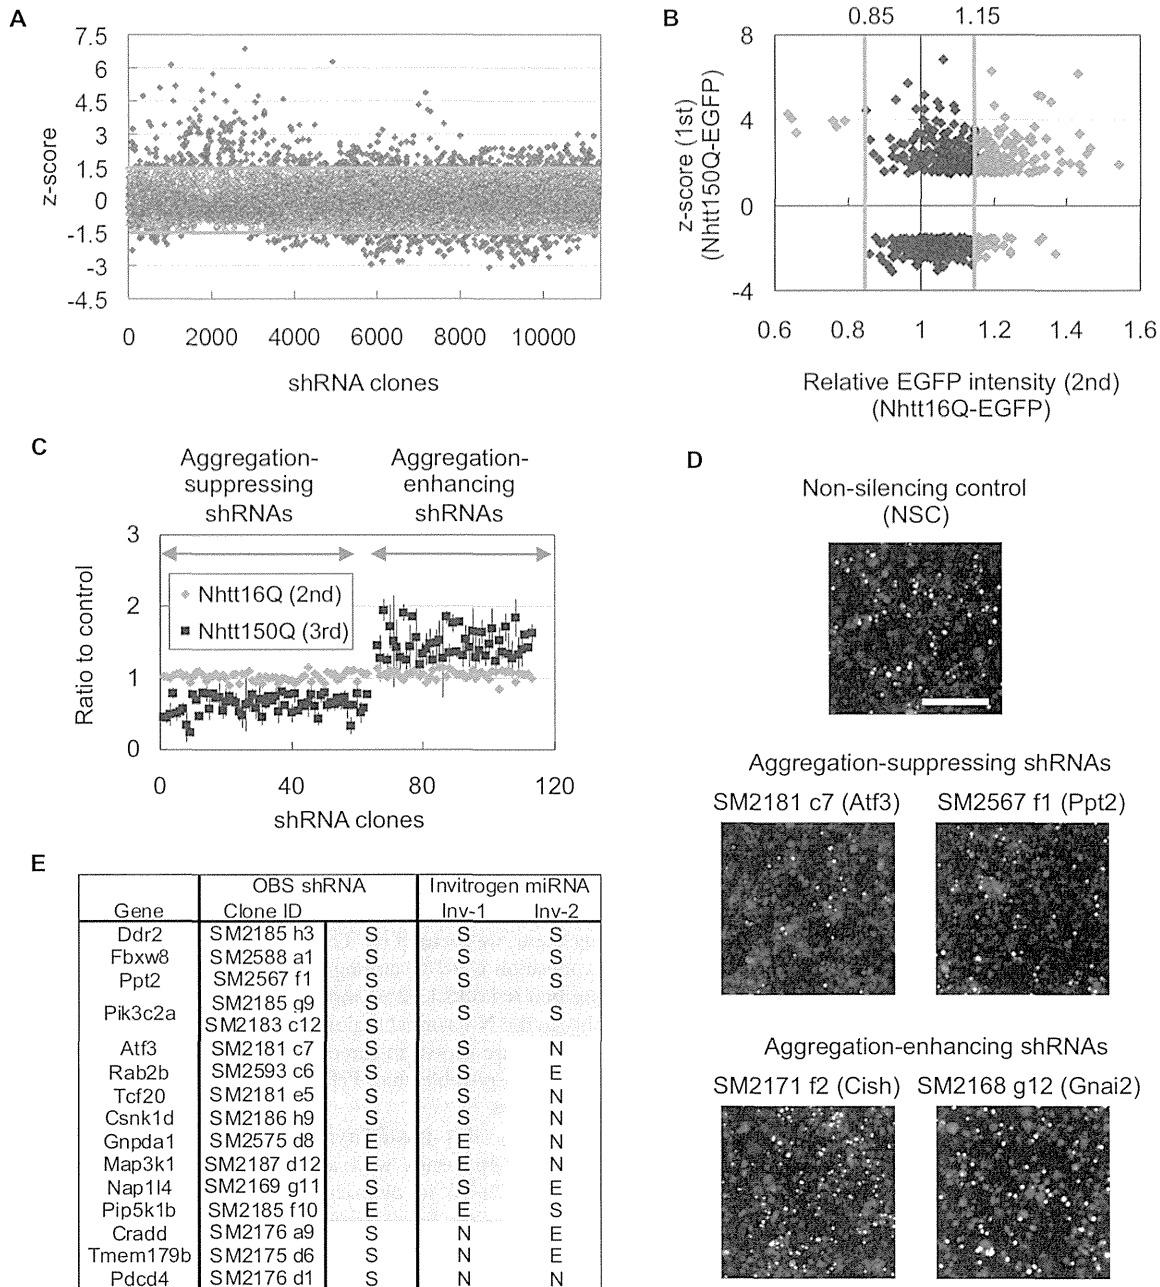 A
7.5
6
4.5
3
1.5
0
-1.5
-3
-4.5
z-score
0 2000 4000 6000 8000 10000
shRNA clones
B
0.85 1.15
8
4
0
-4
z-score (1st)
(Nhtt150Q-EGFP)
0.6 0.8 1 1.2 1.4 1.6
Relative EGFP intensity (2nd)
(Nhtt16Q-EGFP)
C
Aggregation-
suppressing
shRNAs
Aggregation-
enhancing
shRNAs
3
2
1
0
Ratio to control
Nhtt16Q (2nd)
Nhtt150Q (3rd)
0 40 80 120
shRNA clones
D
Non-silencing control
(NSC)
Aggregation-suppressing shRNAs
SM2181 c7 (Atf3) SM2567 f1 (Ppt2)
Aggregation-enhancing shRNAs
SM2171 f2 (Cish) SM2168 g12 (Gnai2)
E
OBS shRNA Invitrogen miRNA
Gene Clone ID Inv-1 Inv-2
Ddr2 SM2185 h3 S S S
Fbxw8 SM2588 a1 S S S
Ppt2 SM2567 f1 S S S
Pik3c2a SM2185 g9 S S S
SM2183 c12 S
Atf3 SM2181 c7 S S N
Rab2b SM2593 c6 S S E
Tcf20 SM2181 e5 S S N
Csnk1d SM2186 h9 S S N
Gnpda1 SM2575 d8 E E N
Map3k1 SM2187 d12 E E N
Nap1l4 SM2169 g11 S S E
Pip5k1b SM2185 f10 E E S
Cradd SM2176 a9 S N E
Tmem179b SM2175 d6 S N E
Pdcd4 SM2176 d1 S N N